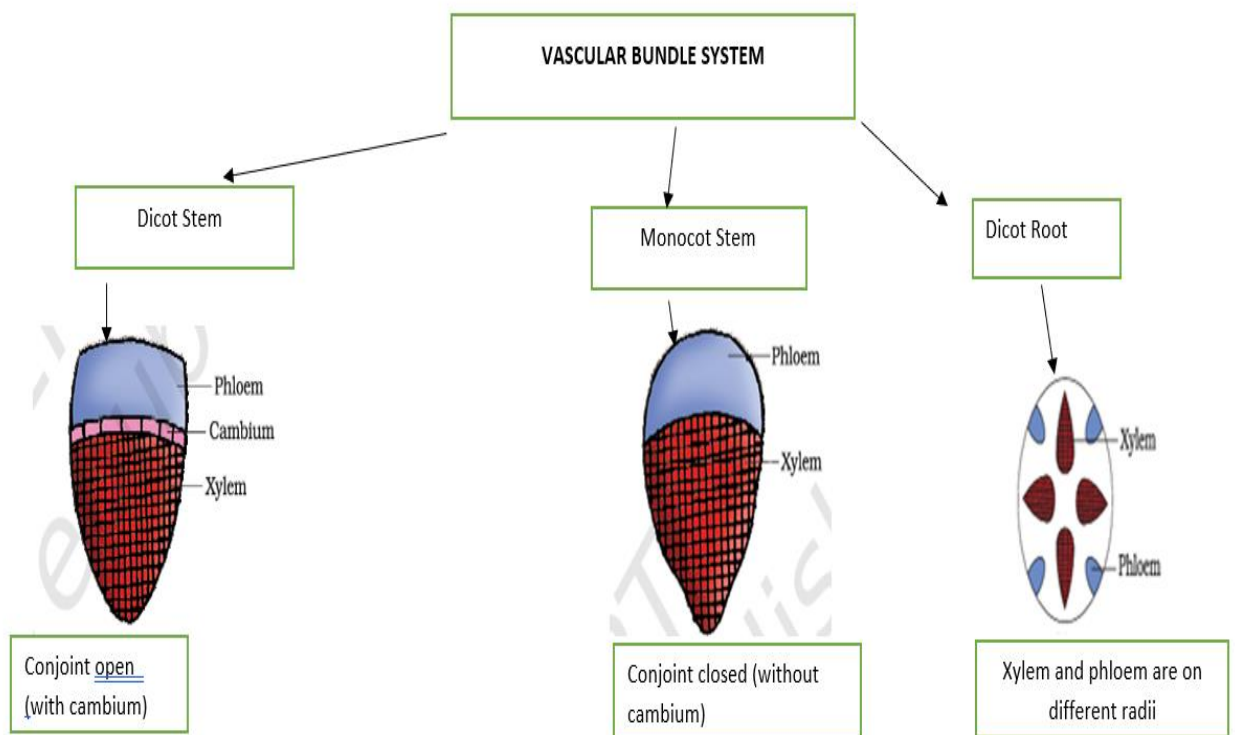 VASCULAR BUNDLE SYSTEM
Dicot Stem
Monocot Stem
Dicot Root
Phloem
Cambium
Xylem
Phloem
Xylem
Xylem
Phloem
Conjoint open
(with cambium)
Conjoint closed (without
cambium)
Xylem and phloem are on
different radii